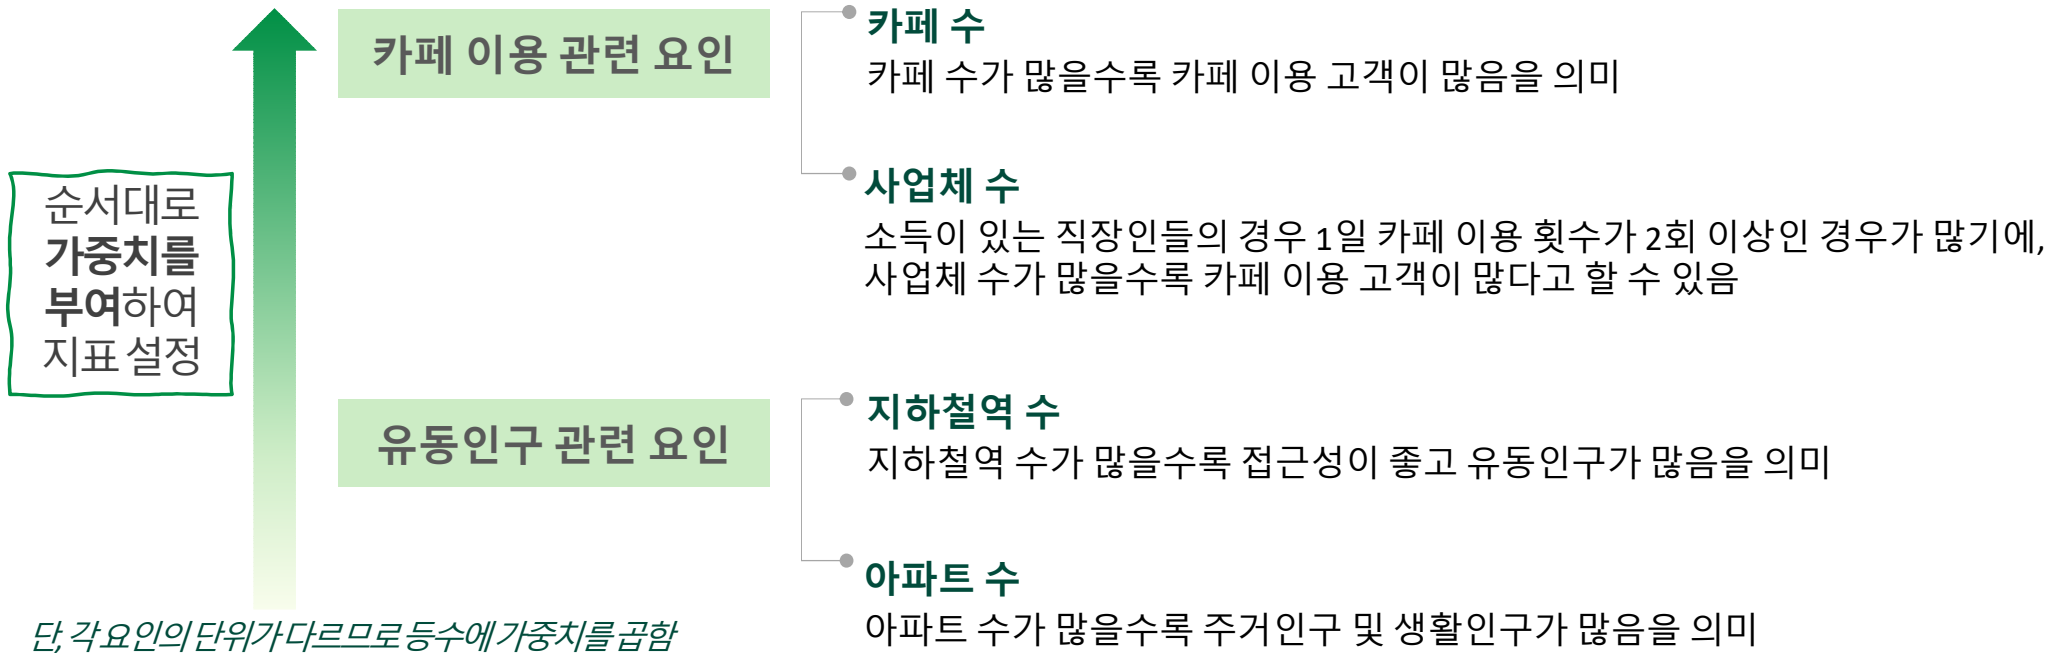 순서대로
가중치를
부여하여
지표 설정
카페 이용 관련 요인
카페 수
카페 수가 많을수록 카페 이용 고객이 많음을 의미
사업체 수
소득이 있는 직장인들의 경우 1일 카페 이용 횟수가 2회 이상인 경우가 많기에,
사업체 수가 많을수록 카페 이용 고객이 많다고 할 수 있음
유동인구 관련 요인
지하철역 수
지하철역 수가 많을수록 접근성이 좋고 유동인구가 많음을 의미
아파트 수
아파트 수가 많을수록 주거인구 및 생활인구가 많음을 의미
단, 각 요인의 단위가 다르므로 등수에 가중치를 곱함